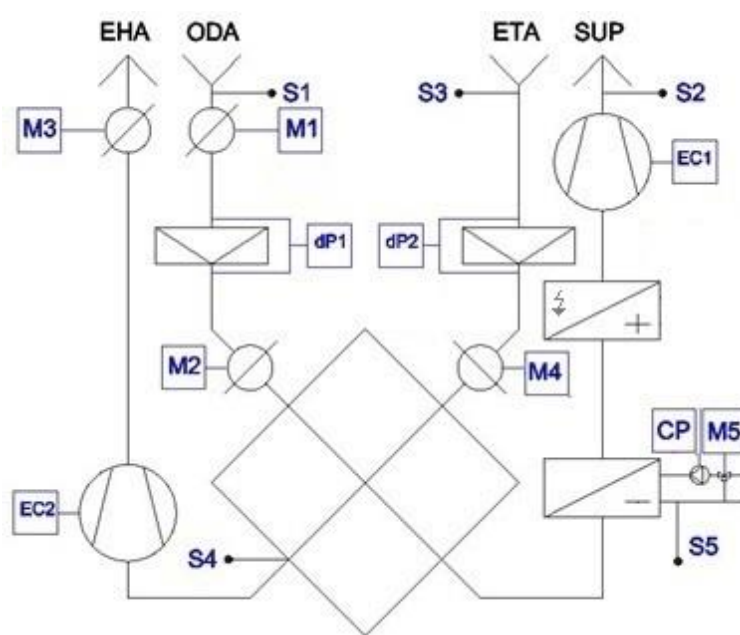 EHA ODA ETA SUP
S1 S3 S2
M3 M1 EC1
dP1 dP2
M2 M4
CP M5
EC2
S4 S5